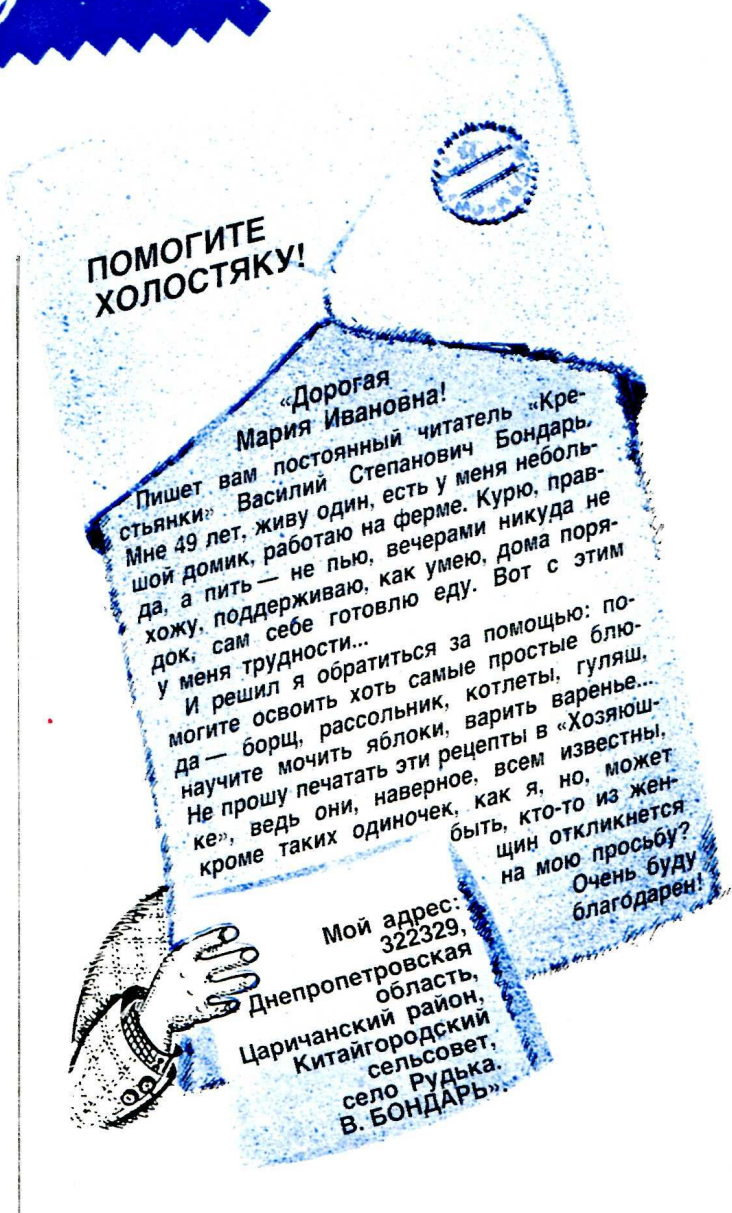 ПОМОГИТЕ
ХОЛОСТЯКУ!
«Дорогая
Мария Ивановна!
Пишет вам постоянный читатель «Кре-
стьянки» Василий Степанович Бондарь.
Мне 49 лет, живу один, есть у меня неболь-
шой домик, работаю на ферме. Курю, прав-
да, а пить — не пью, вечерами никуда не
хожу, поддерживаю, как умею, дома поря-
док, сам себе готовлю еду. Вот с этим
у меня трудности...
И решил я обратиться за помощью: по-
могите освоить хоть самые простые блю-
да — борщ, рассольник, котлеты, гуляш,
научите мочить яблоки, варить варенье...
Не прошу печатать эти рецепты в «Хозяюш-
ке», ведь они, наверное, всем известны,
кроме таких одиночек, как я, но, может
быть, кто-то из жен-
щин откликнется
на мою просьбу?
Очень буду
благодарен!
Мой адрес:
322329,
Днепропетровская
область,
Царичанский район,
Китайгородский
сельсовет,
село Рудька.
В. БОНДАРЬ».